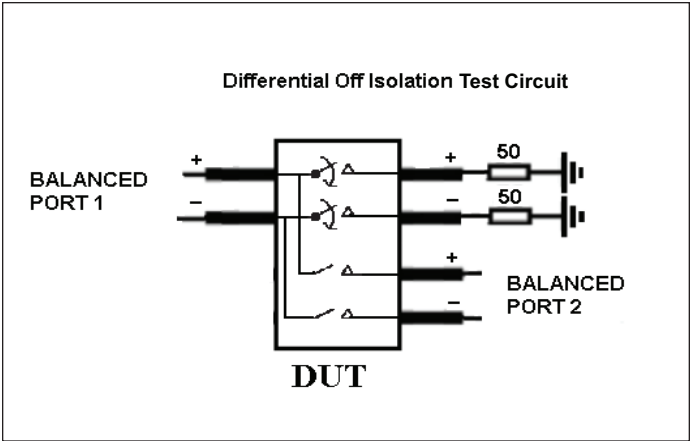 Differential Off Isolation Test Circuit
+
50
+
BALANCED
PORT 1
−
−
50
+
BALANCED
PORT 2
−
DUT